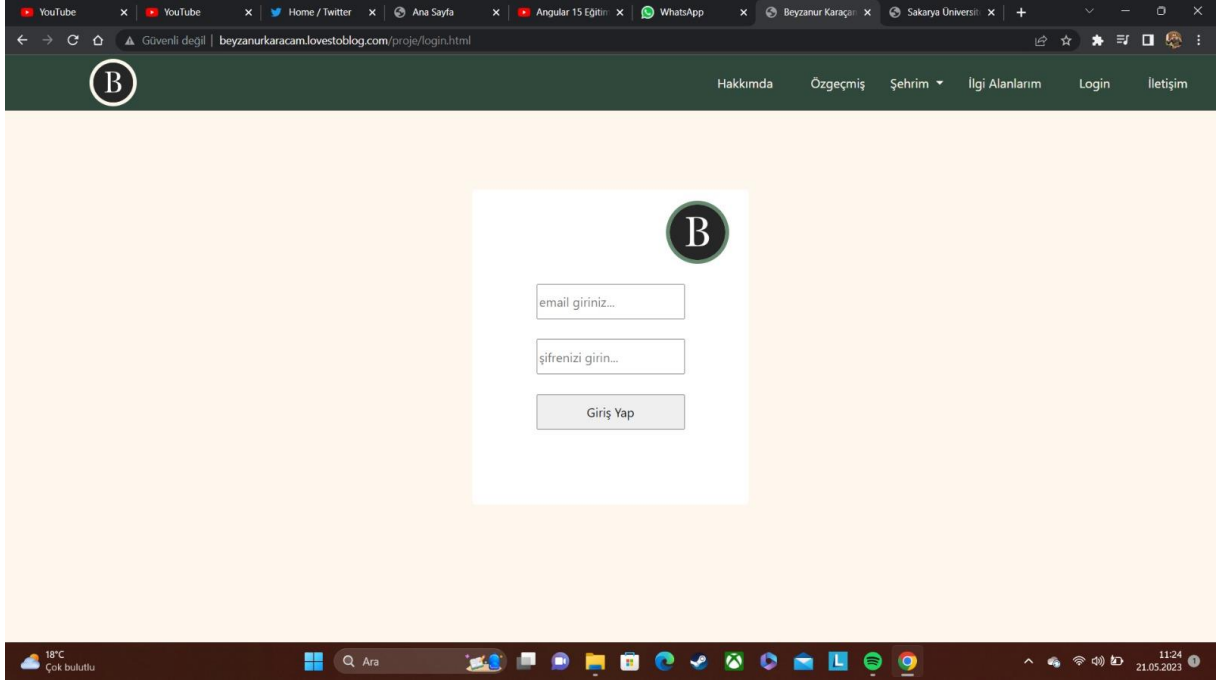 YouTube
YouTube
Home / Twitter
Ana Sayfa
Angular 15 Eğitim
WhatsApp
Beyzanur Karaçam
Sakarya Üniversit
Güvenli değil | beyzanurkaracam.lovestoblog.com/proje/login.html
B
Hakkımda
Özgeçmiş
Şehrim
İlgi Alanlarım
Login
İletişim
B
email giriniz...
şifrenizi girin...
Giriş Yap
18°C
Çok bulutlu
Ara
L
11:24
21.05.2023
1